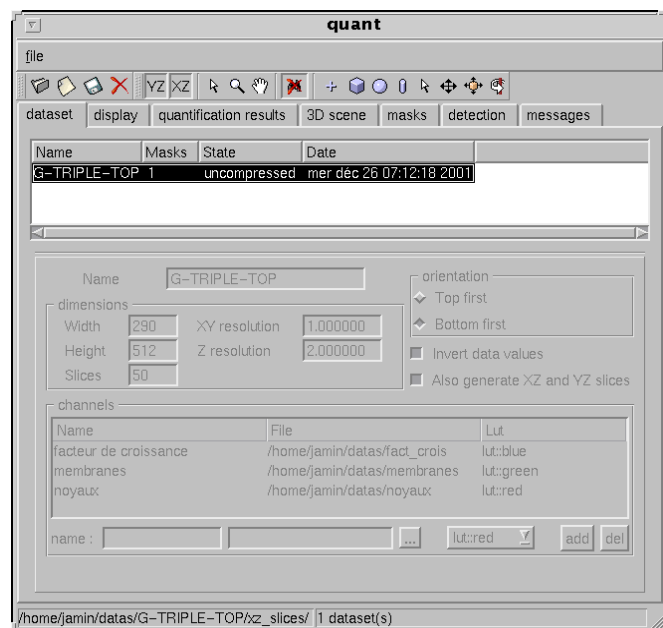 quant
file
YZ XZ
dataset display quantification results 3D scene masks detection messages
Name Masks State Date
G-TRIPLE-TOP 1 uncompressed mer déc 26 07:12:18 2001
Name G-TRIPLE-TOP
orientation
Top first
Bottom first
dimensions
Width 290 XY resolution 1.000000
Height 512 Z resolution 2.000000
Slices 50
Invert data values
Also generate XZ and YZ slices
channels
Name File Lut
facteur de croissance /home/jamin/datas/fact_crois lut::blue
membranes /home/jamin/datas/membranes lut::green
noyaux /home/jamin/datas/noyaux lut::red
name : ... lut::red add del
/home/jamin/datas/G-TRIPLE-TOP/xz_slices/ 1 dataset(s)